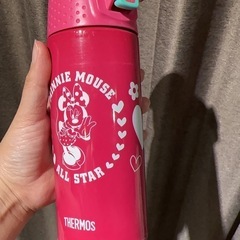 MINNIE MOUSE
ALL STAR
THERMOS